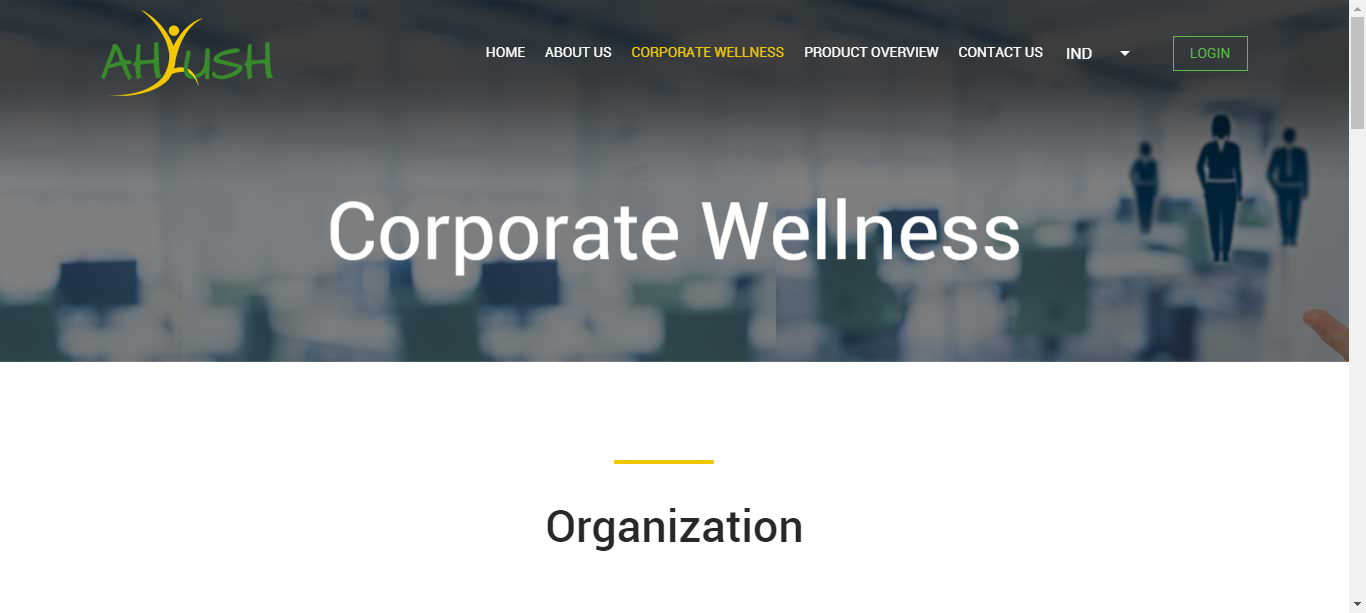 AHYUSH
HOME ABOUT US CORPORATE WELLNESS PRODUCT OVERVIEW CONTACT US IND LOGIN
Corporate Wellness
Organization